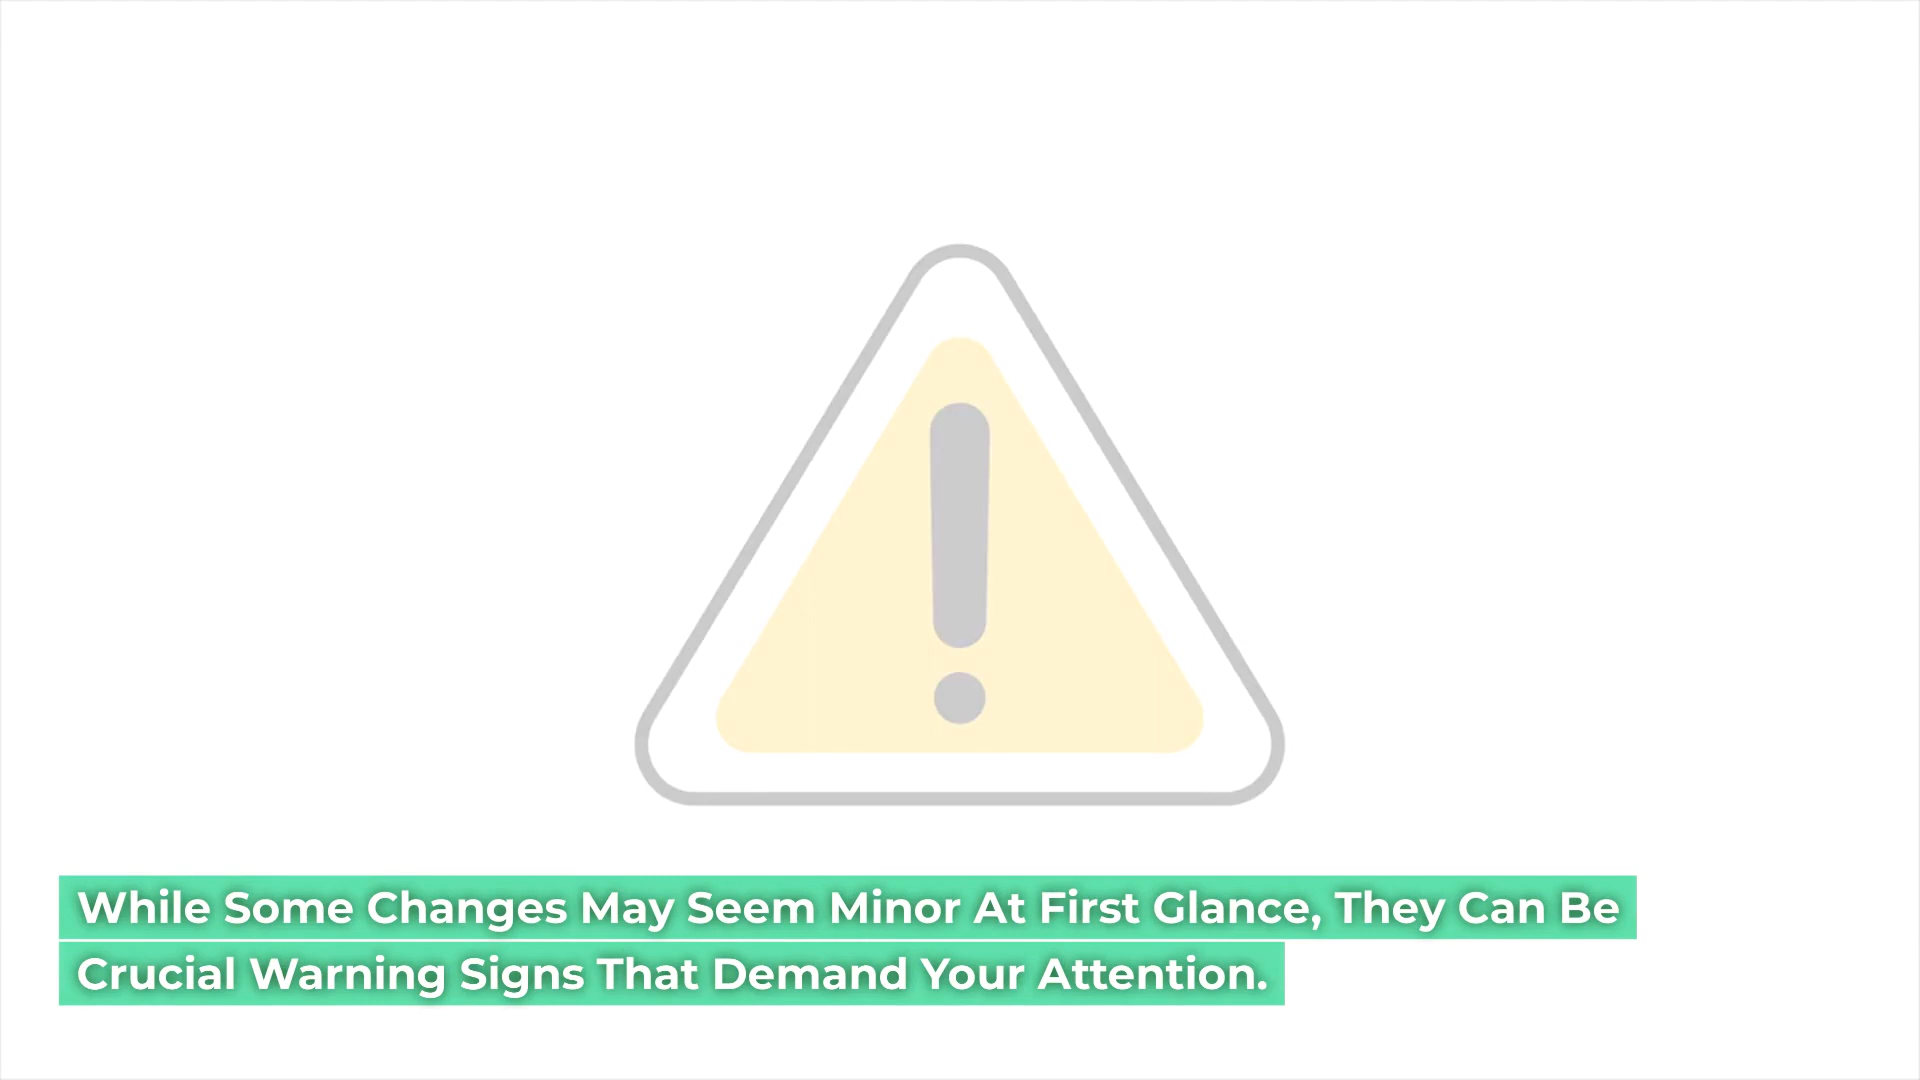 While Some Changes May Seem Minor At First Glance, They Can Be
Crucial Warning Signs That Demand Your Attention.